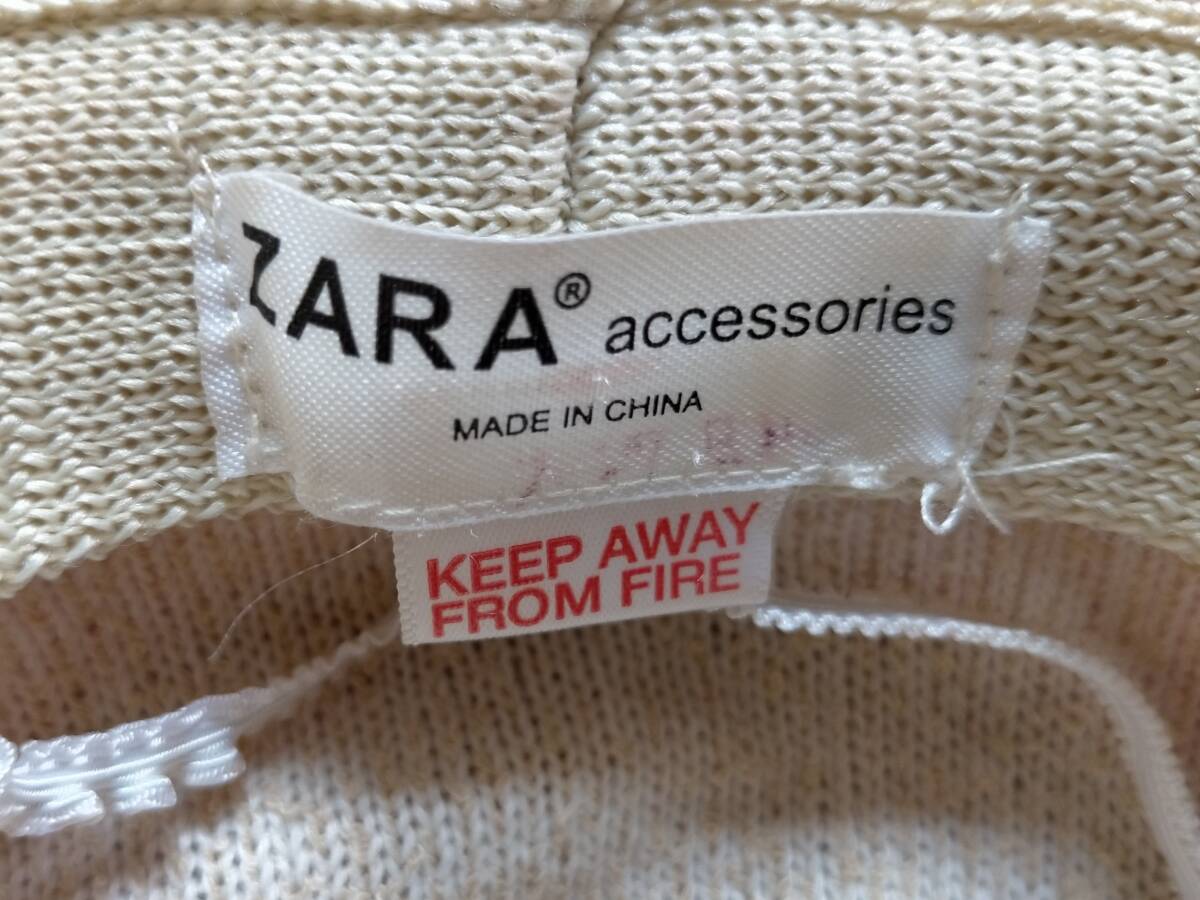 ZARA® accessories
MADE IN CHINA
KEEP AWAY
FROM FIRE